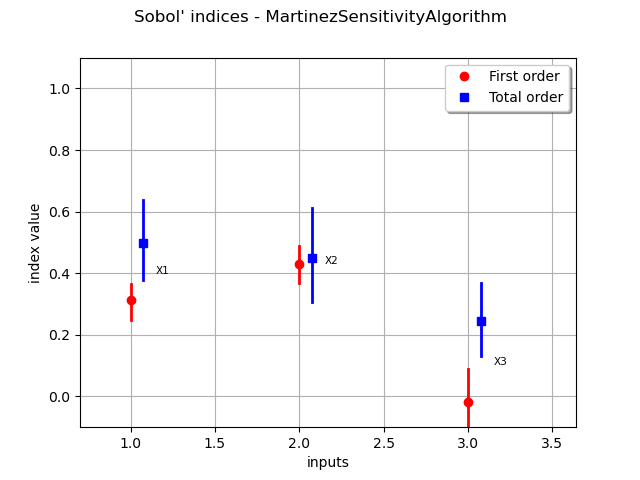 Sobol' indices - MartinezSensitivityAlgorithm
First order
Total order
1.0
0.8
0.6
0.4
0.2
0.0
index value
X1
X2
X3
1.0 1.5 2.0 2.5 3.0 3.5
inputs